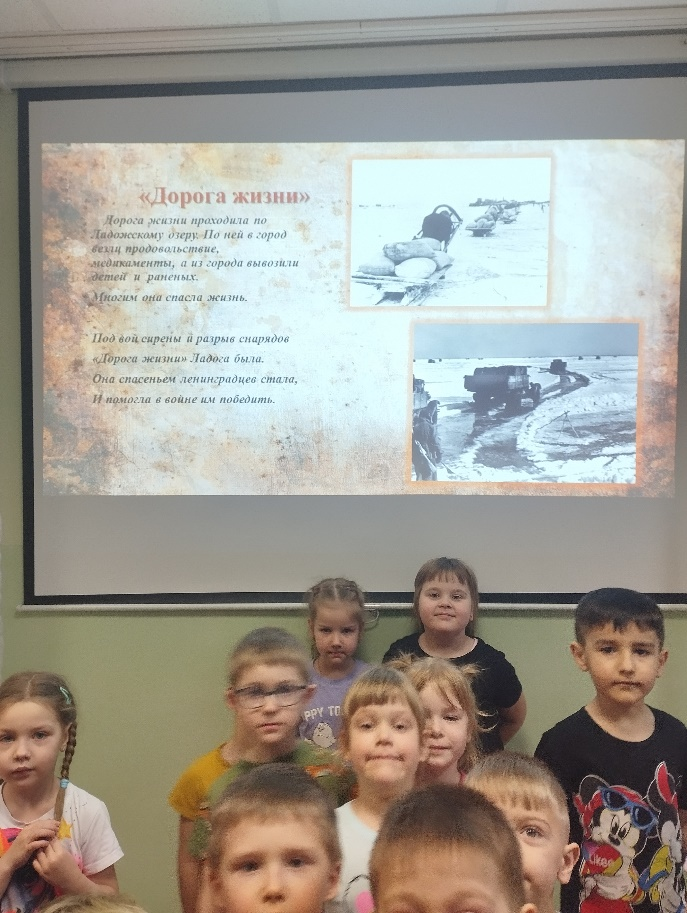 «Дорога жизни»
Дорога жизни проходила по
Ладожскому озеру. По ней в город
везли продовольствие,
медикаменты, а из города вывозили
детей и раненых.
Многим она спасла жизнь.
Под вой сирены й разрыв снарядов
«Дорога жизни» Ладога была.
Она спасеньем ленинградцев стала,
И помогла в войне им победить.
PPY TO